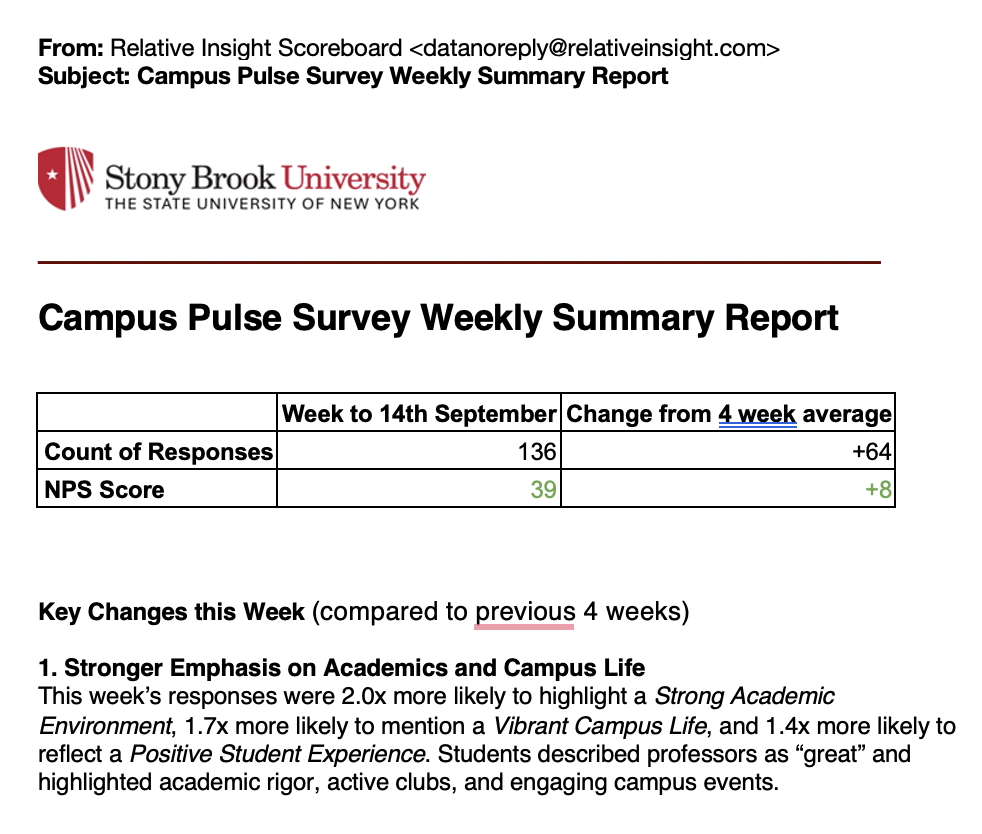 From: Relative Insight Scoreboard <datanoreply@relativeinsight.com>
Subject: Campus Pulse Survey Weekly Summary Report
Stony Brook University
THE STATE UNIVERSITY OF NEW YORK
Campus Pulse Survey Weekly Summary Report
Week to 14th September Change from 4 week average
Count of Responses 136 +64
NPS Score 39 +8
Key Changes this Week (compared to previous 4 weeks)
1. Stronger Emphasis on Academics and Campus Life
This week’s responses were 2.0x more likely to highlight a Strong Academic
Environment, 1.7x more likely to mention a Vibrant Campus Life, and 1.4x more likely to
reflect a Positive Student Experience. Students described professors as “great” and
highlighted academic rigor, active clubs, and engaging campus events.